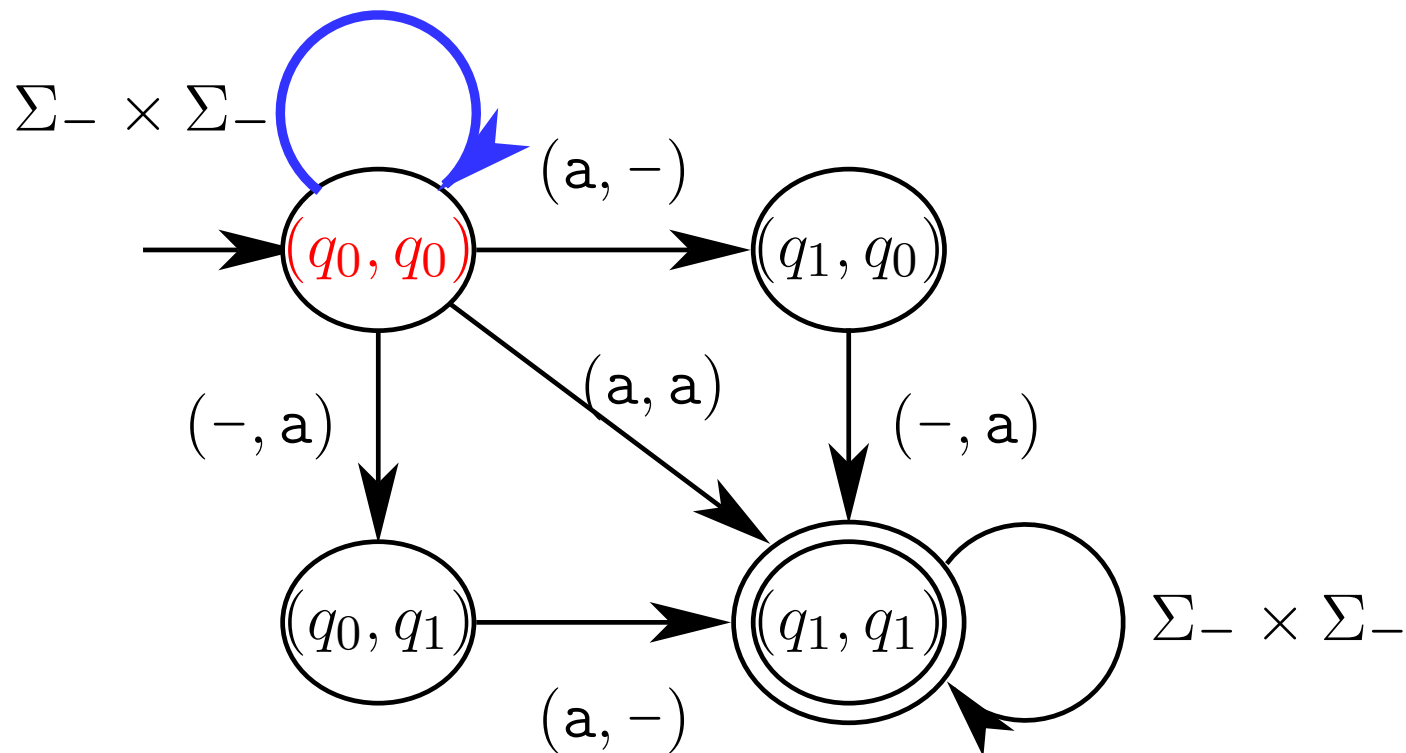 Σ₋ × Σ₋
(a, −)
(q₀, q₀)
(q₁, q₀)
(a, a)
(−, a)
(−, a)
(q₀, q₁)
(q₁, q₁)
Σ₋ × Σ₋
(a, −)